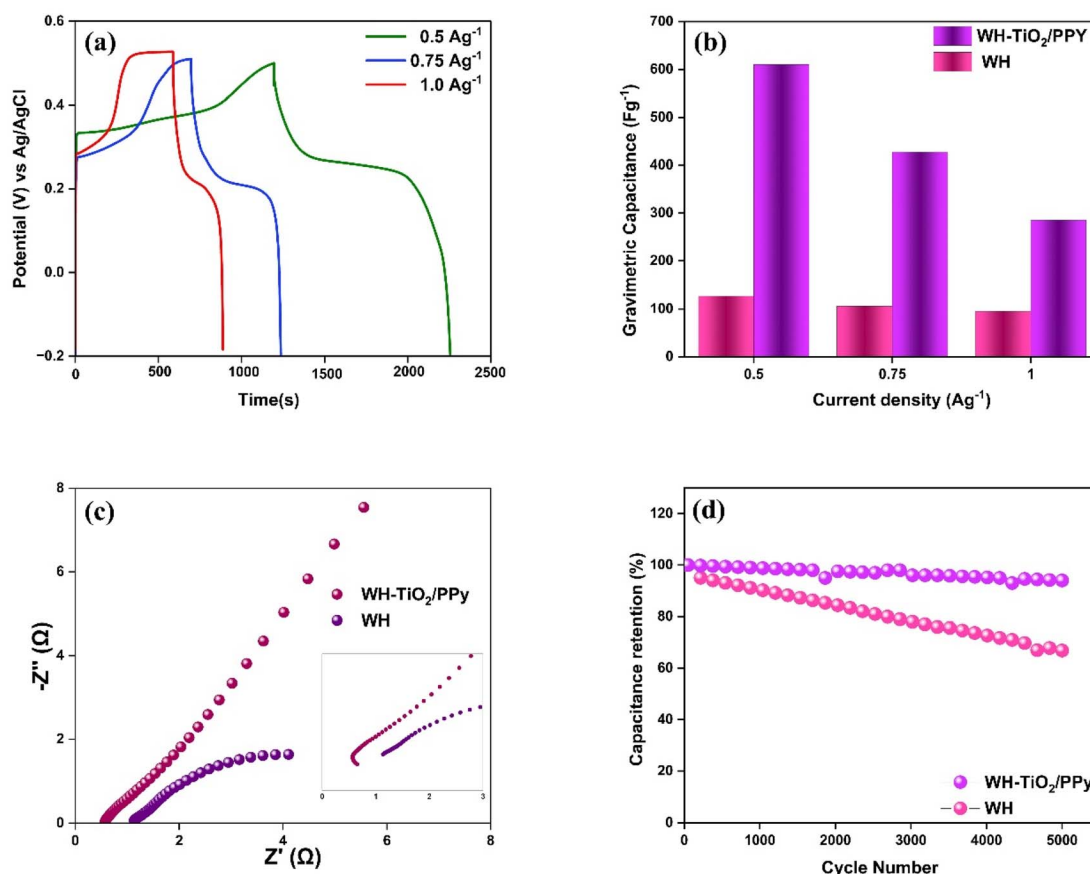 (a)
0.5 Ag⁻¹
0.75 Ag⁻¹
1.0 Ag⁻¹
Potential (V) vs Ag/AgCl
0.6
0.4
0.2
0.0
−0.2
0
500
1000
1500
2000
2500
Time(s)
(b)
WH-TiO₂/PPY
WH
Gravimetric Capacitance (Fg⁻¹)
700
600
500
400
300
200
100
0
0.5
0.75
1
Current density (Ag⁻¹)
(c)
WH-TiO₂/PPy
WH
-Z'' (Ω)
8
6
4
2
0
0
1
2
3
0
2
4
6
8
Z' (Ω)
(d)
Capacitance retention (%)
120
100
80
60
40
20
0
WH-TiO₂/PPy
WH
0
1000
2000
3000
4000
5000
Cycle Number